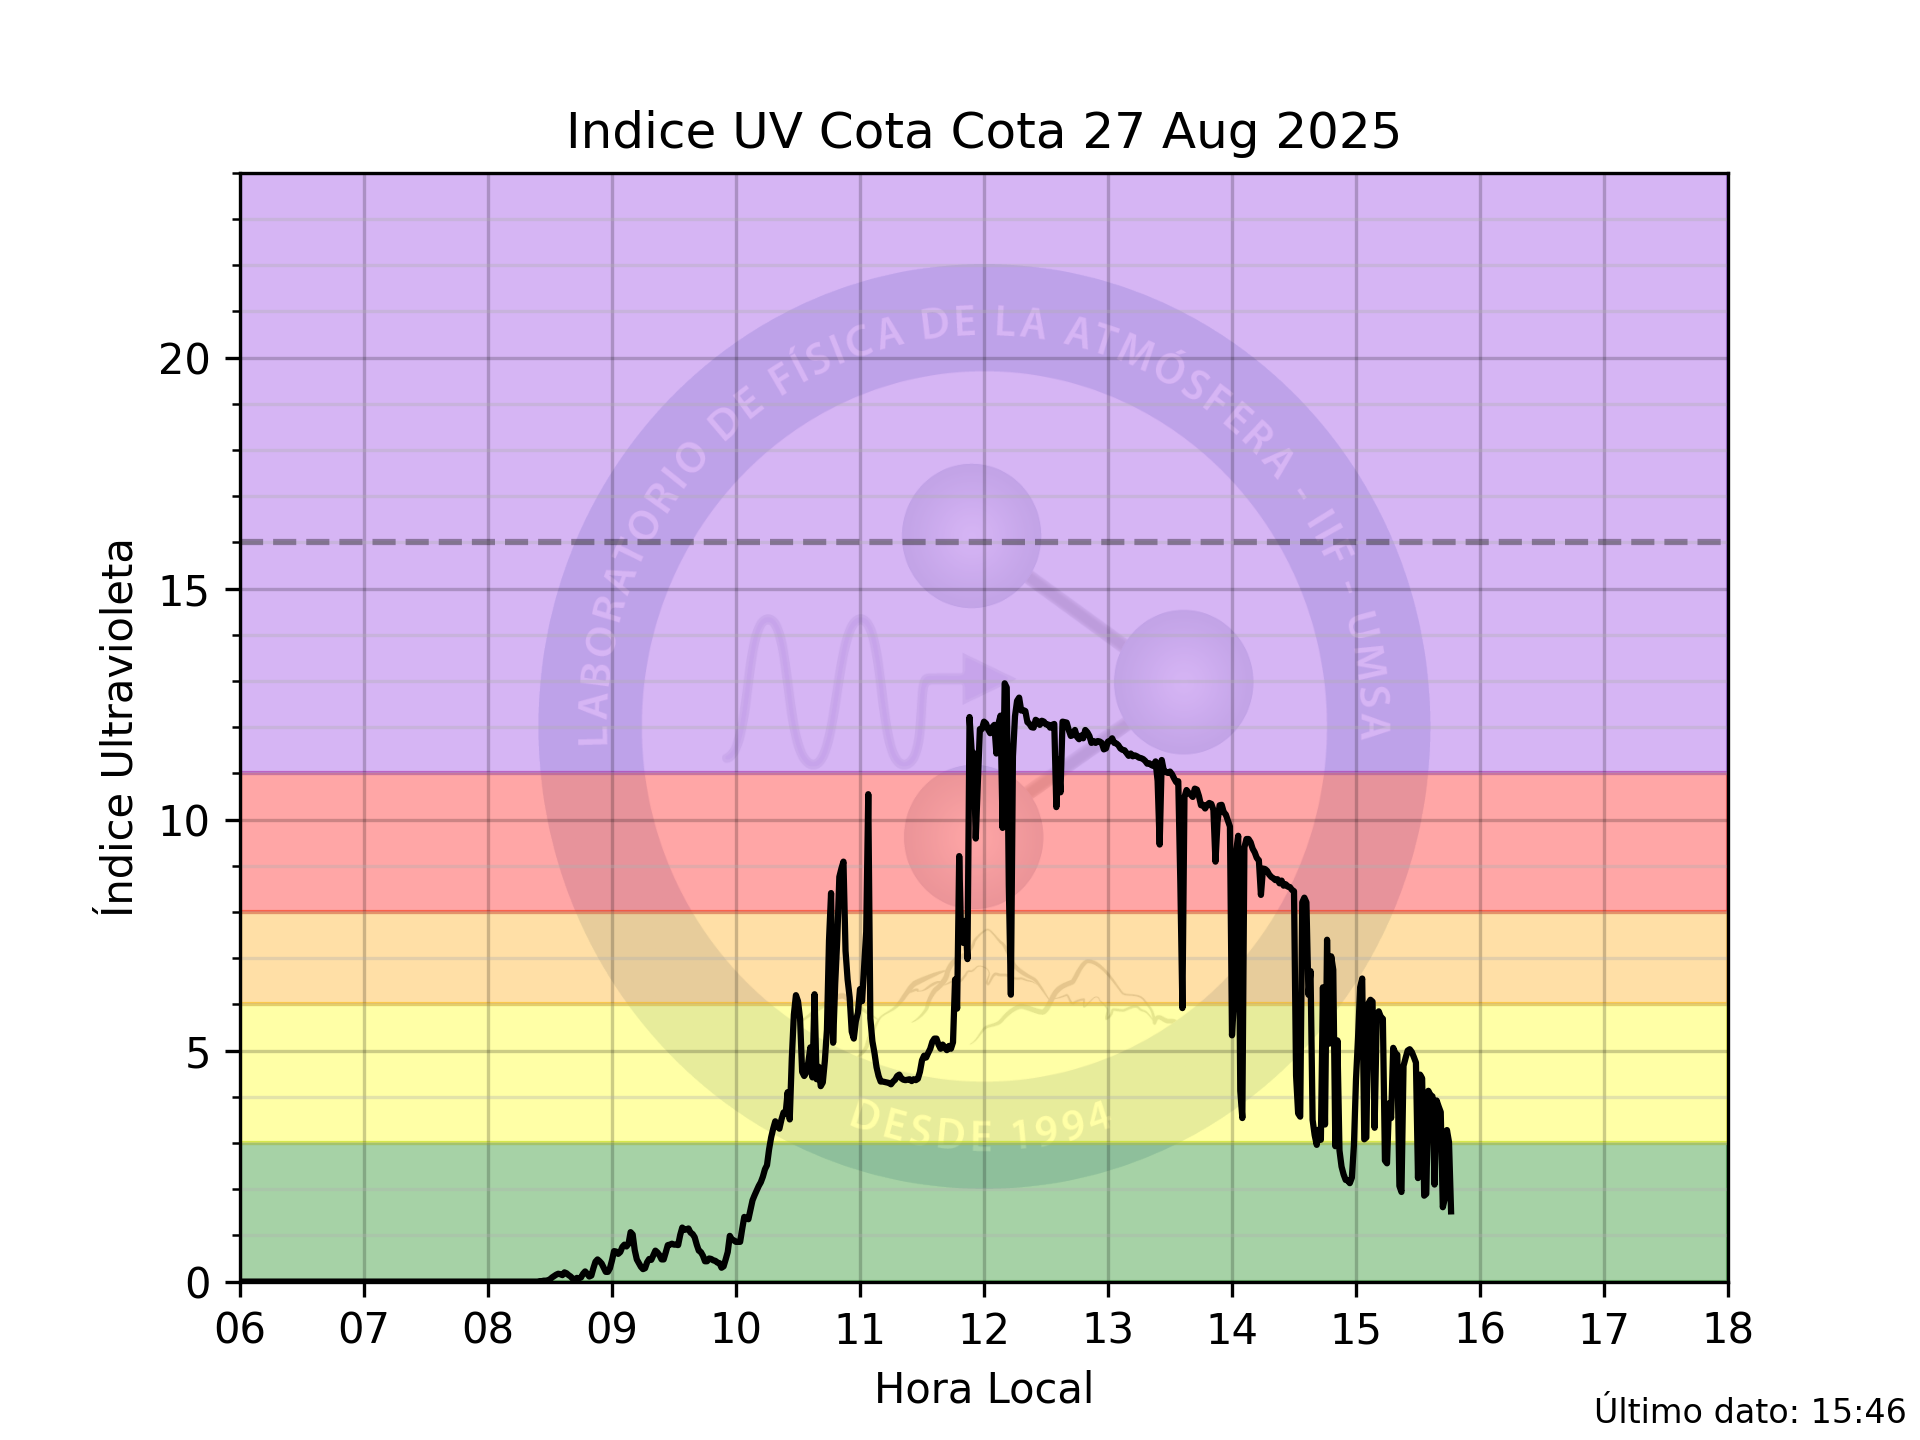 Indice UV Cota Cota 27 Aug 2025
LABORATORIO DE FÍSICA DE LA ATMÓSFERA - IIF - UMSA
20
15
10
5
0
Índice Ultravioleta
DESDE 1994
06 07 08 09 10 11 12 13 14 15 16 17 18
Hora Local
Último dato: 15:46